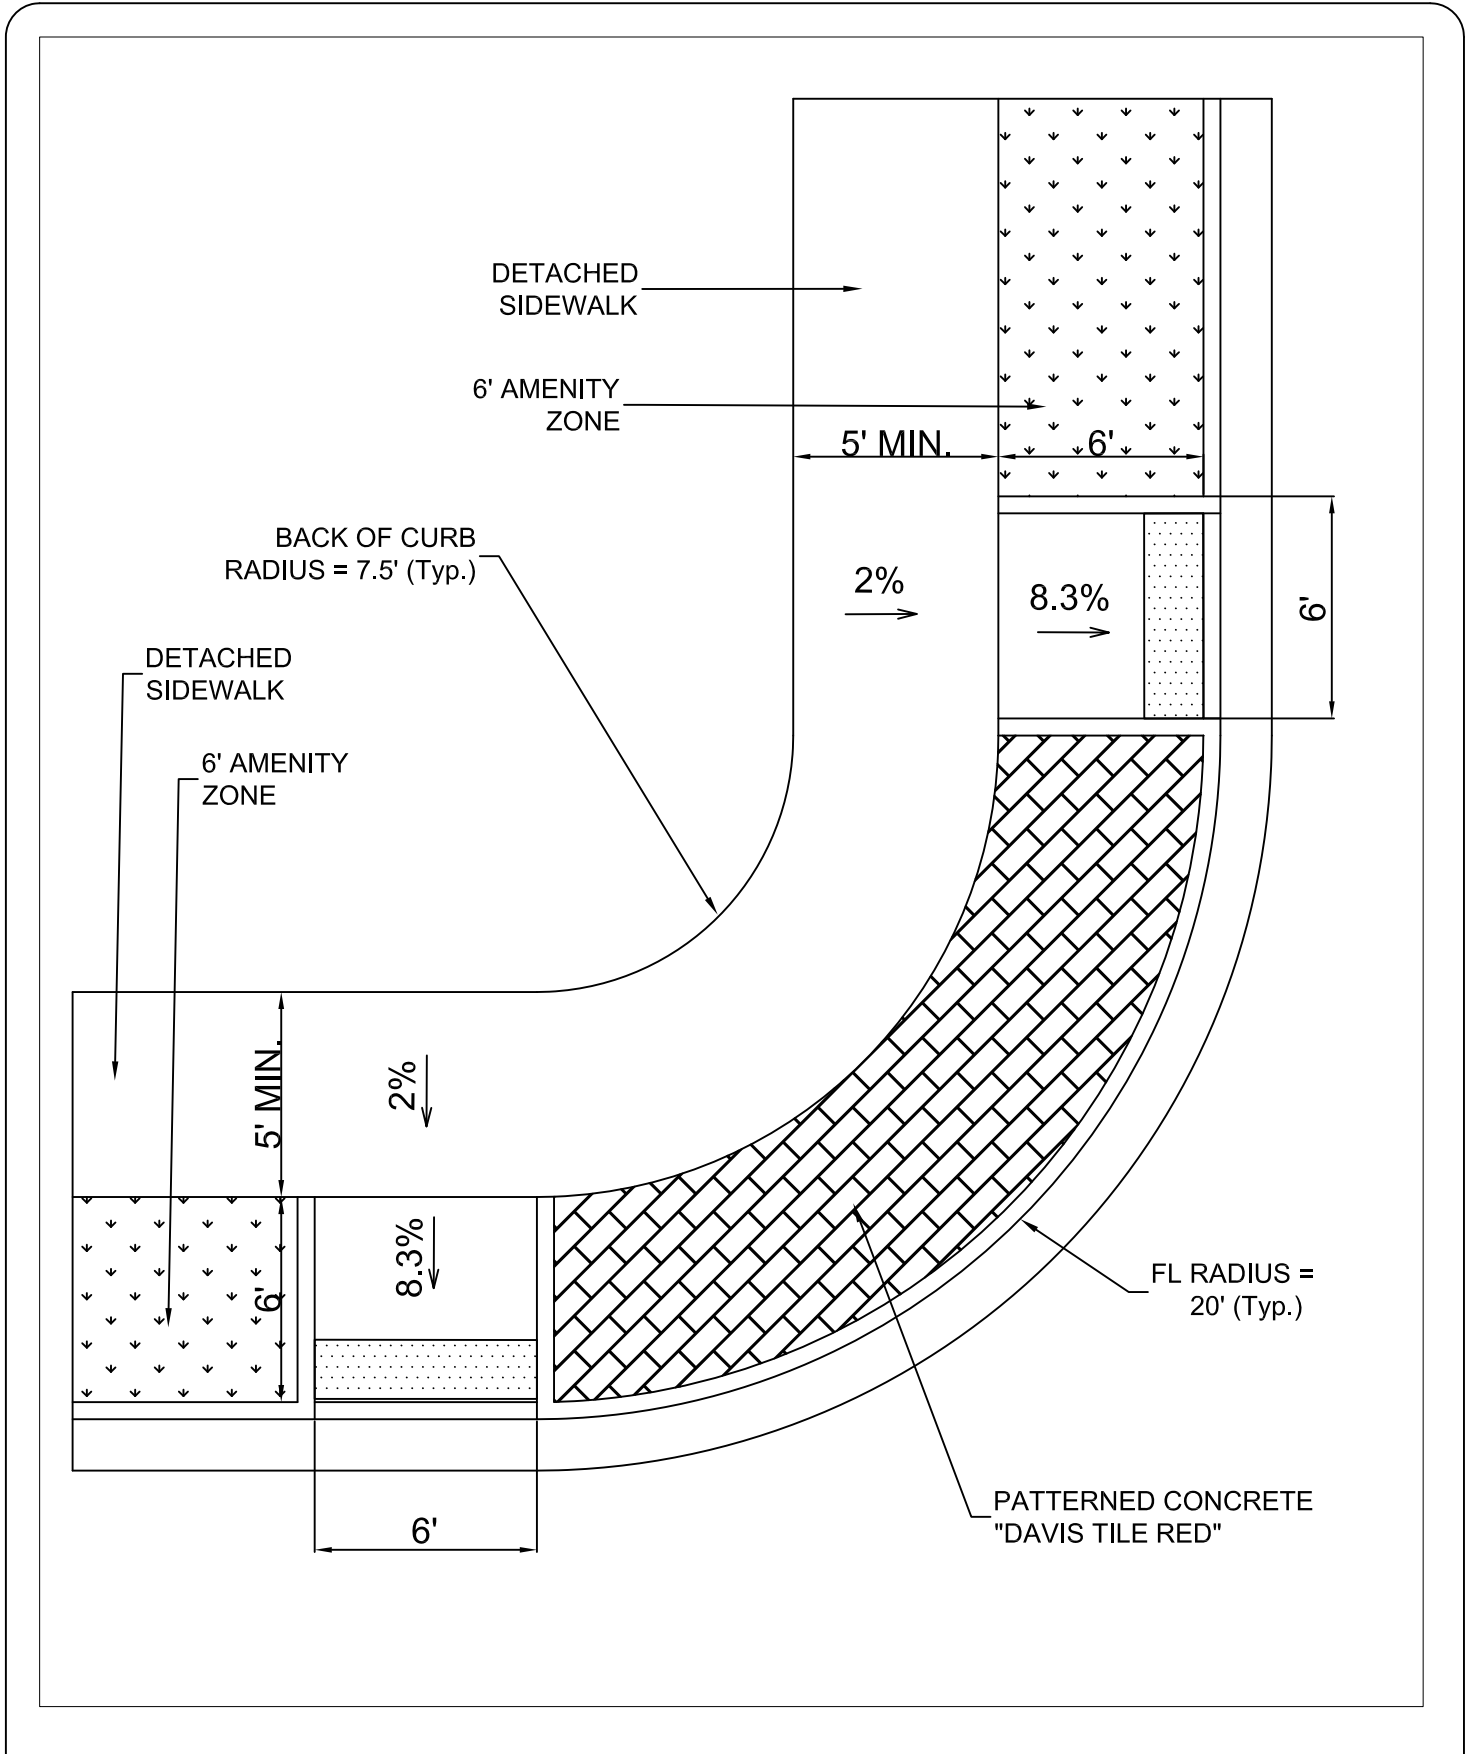 DETACHED
SIDEWALK
6' AMENITY
ZONE
5' MIN.
6'
BACK OF CURB
RADIUS = 7.5' (Typ.)
2%
8.3%
6'
DETACHED
SIDEWALK
6' AMENITY
ZONE
5' MIN.
2%
6'
8.3%
FL RADIUS =
20' (Typ.)
PATTERNED CONCRETE
"DAVIS TILE RED"
6'